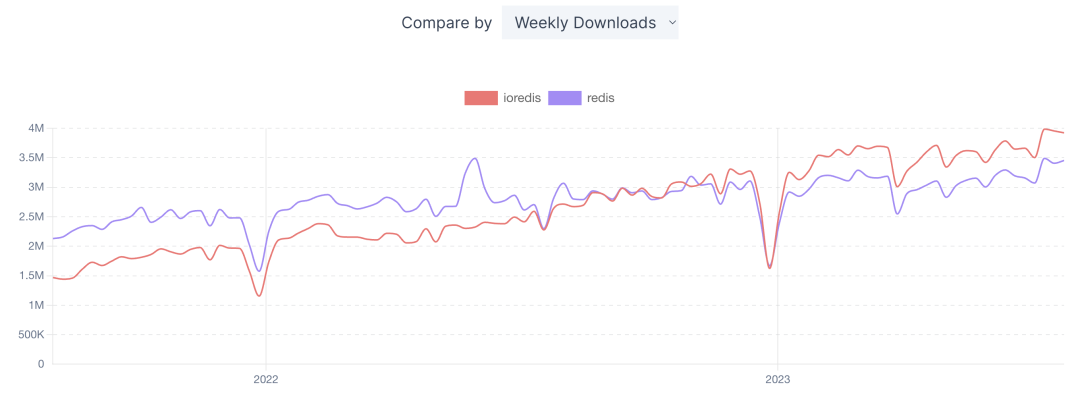 Compare by Weekly Downloads
ioredis redis
4M
3.5M
3M
2.5M
2M
1.5M
1M
500K
0
2022 2023